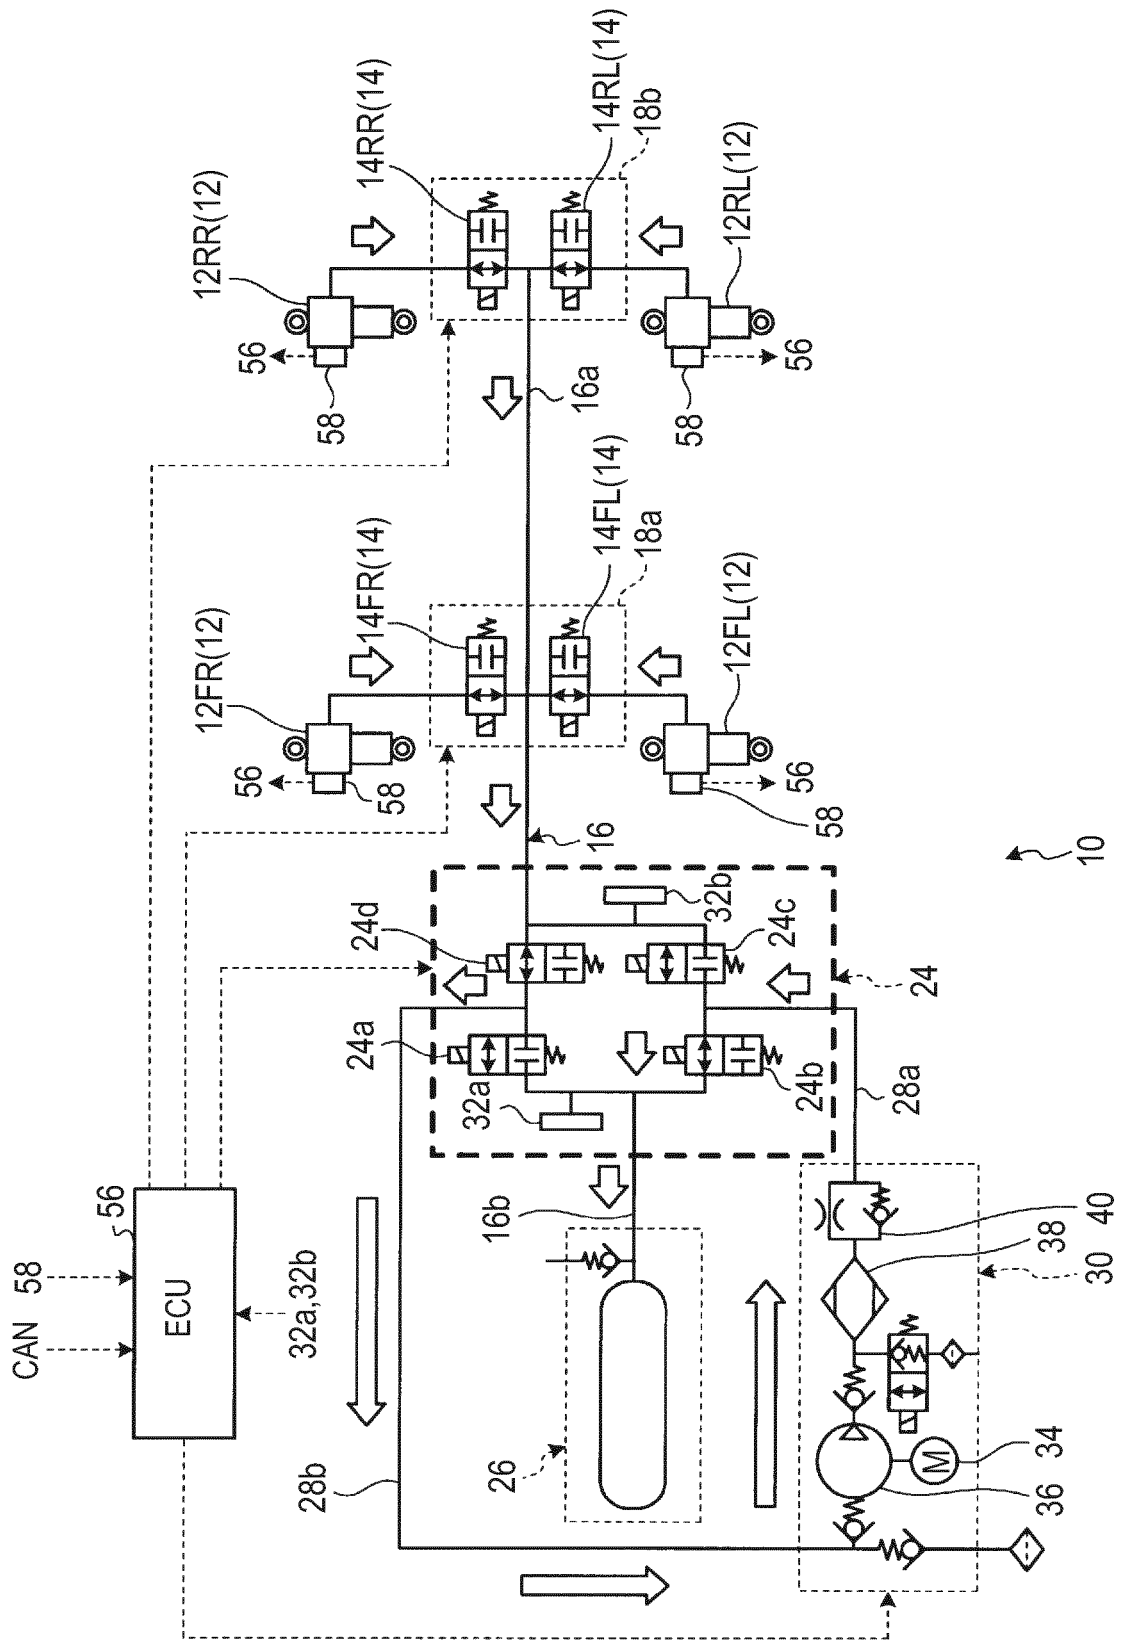 12RR(12)
14RR(14)
14RL(14)
18b
12RL(12)
56
58
56
58
16a
12FR(12)
14FR(14)
14FL(14)
18a
12FL(12)
56
58
56
58
16
10
24d
32b
24c
24
24a
32a
24b
28a
CAN
58
56
ECU
32a,32b
16b
28b
26
40
38
30
34
36
M